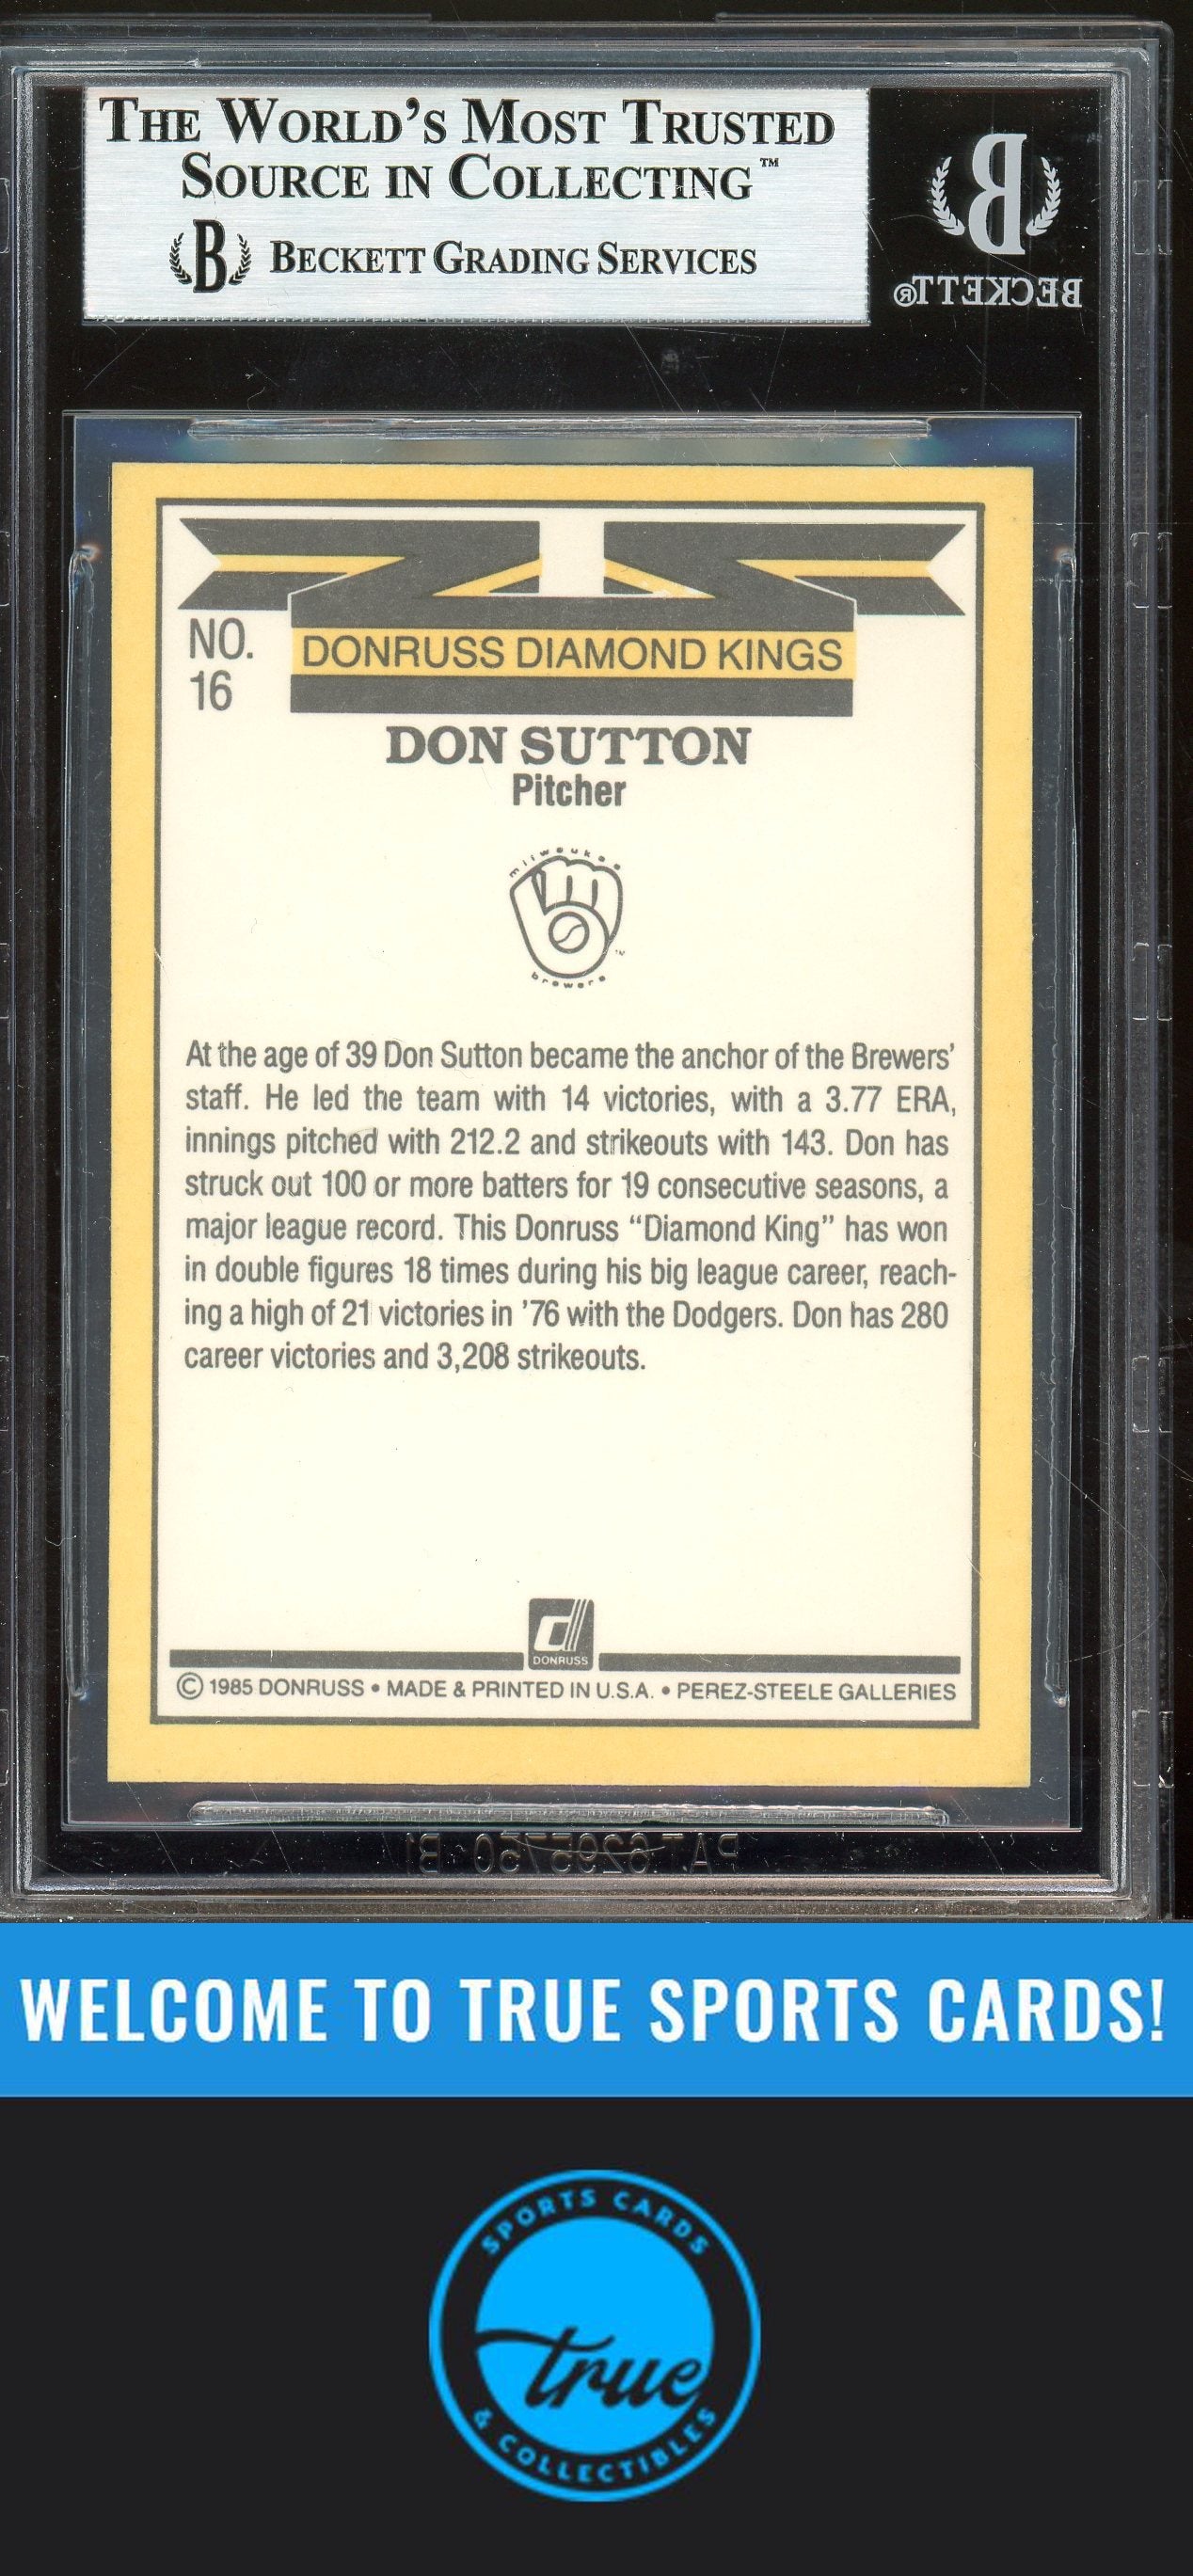 THE WORLD'S MOST TRUSTED
SOURCE IN COLLECTING™
B BECKETT GRADING SERVICES
B
BECKETT®
NO.
16
DONRUSS DIAMOND KINGS
DON SUTTON
Pitcher
milwaukee
brewers
™
At the age of 39 Don Sutton became the anchor of the Brewers'
staff. He led the team with 14 victories, with a 3.77 ERA,
innings pitched with 212.2 and strikeouts with 143. Don has
struck out 100 or more batters for 19 consecutive seasons, a
major league record. This Donruss “Diamond King” has won
in double figures 18 times during his big league career, reach-
ing a high of 21 victories in '76 with the Dodgers. Don has 280
career victories and 3,208 strikeouts.
d
DONRUSS
© 1985 DONRUSS • MADE & PRINTED IN U.S.A. • PEREZ-STEELE GALLERIES
PAT. 6295750 B1
WELCOME TO TRUE SPORTS CARDS!
SPORTS CARDS
true
& COLLECTIBLES